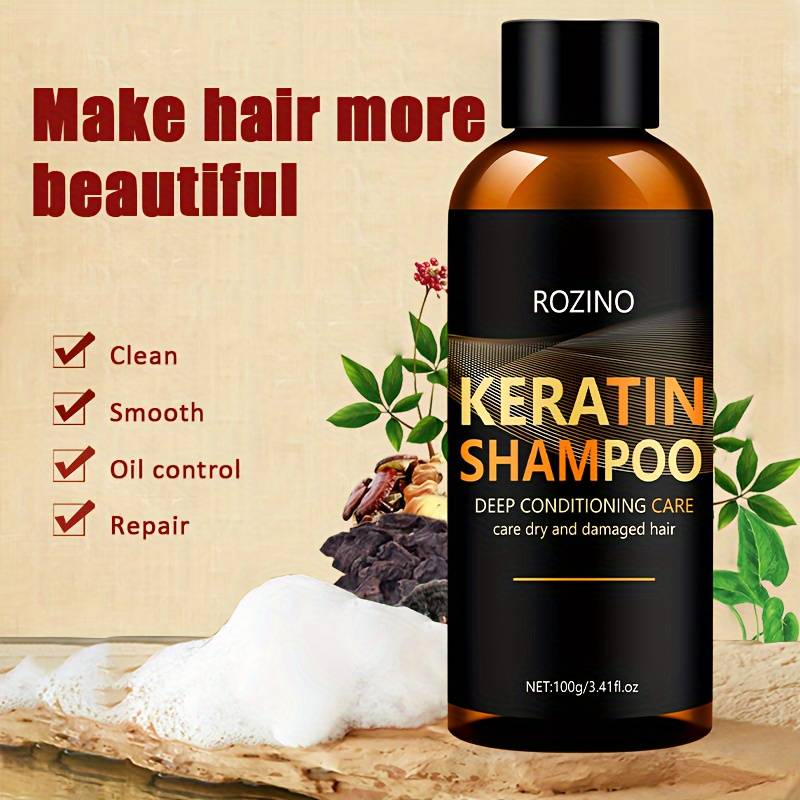 Make hair more
beautiful
Clean
Smooth
Oil control
Repair
ROZINO
KERATIN
SHAMPOO
DEEP CONDITIONING CARE
care dry and damaged hair
NET:100g/3.41fl.oz